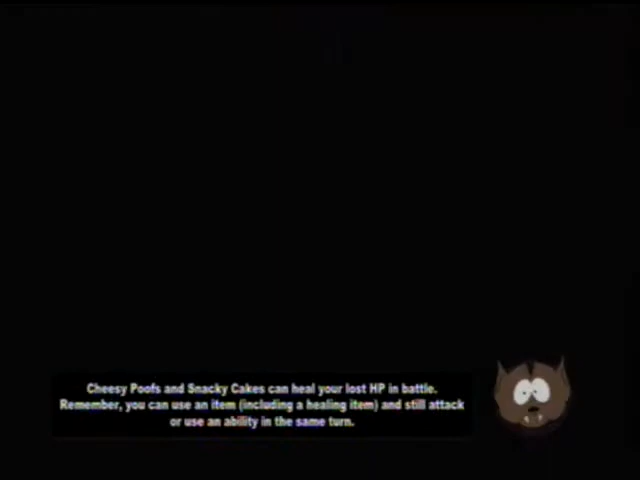 Cheesy Poofs and Snacky Cakes can heal your lost HP in battle.
Remember, you can use an item (including a healing item) and still attack
or use an ability in the same turn.